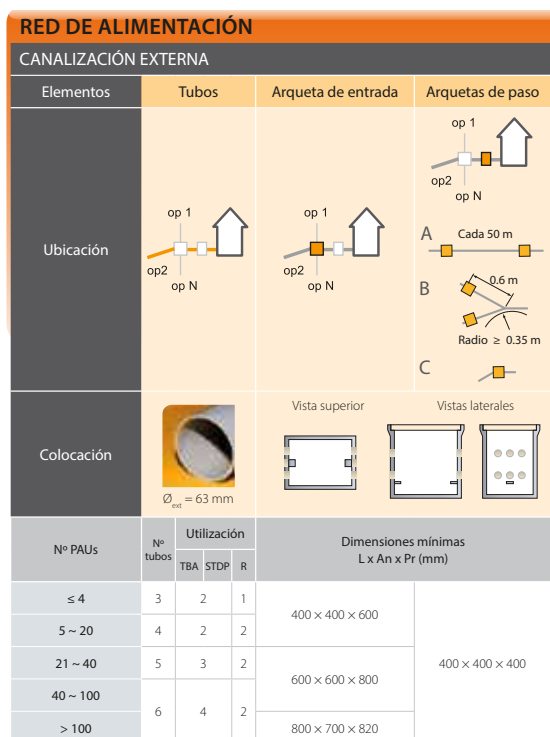 RED DE ALIMENTACIÓN
CANALIZACIÓN EXTERNA
Elementos
Tubos
Arqueta de entrada
Arquetas de paso
Ubicación
op 1
op2
op N
op 1
op2
op N
op 1
op2
op N
A
Cada 50 m
B
0.6 m
Radio ≥ 0.35 m
C
Colocación
Ø ext = 63 mm
Vista superior
Vistas laterales
Nº PAUs
Nº tubos
Utilización
TBA STDP R
Dimensiones mínimas
L x An x Pr (mm)
≤ 4 3 2 1
400 × 400 × 600
5 ~ 20 4 2 2
21 ~ 40 5 3 2
400 × 400 × 400
600 × 600 × 800
40 ~ 100
6 4 2
> 100
800 × 700 × 820